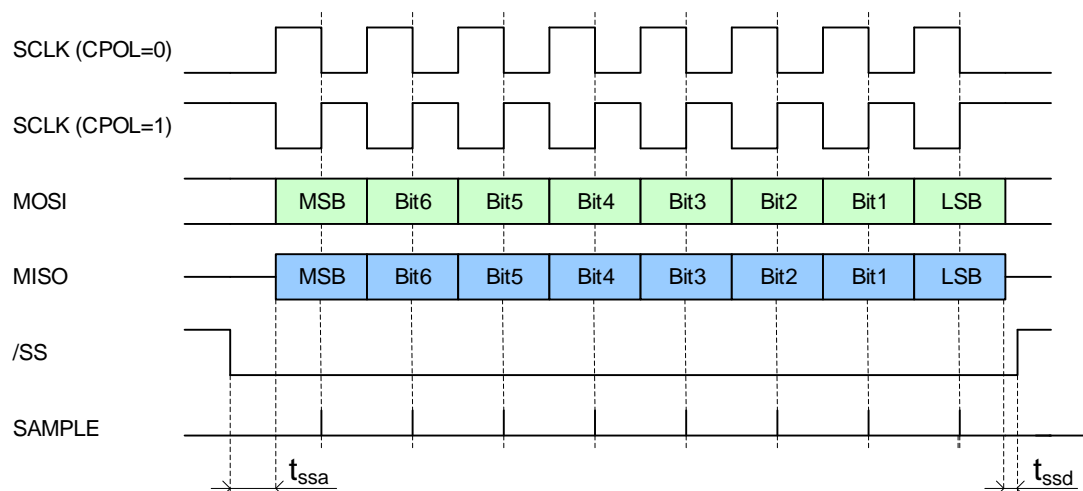 SCLK (CPOL=0)
SCLK (CPOL=1)
MOSI MSB Bit6 Bit5 Bit4 Bit3 Bit2 Bit1 LSB
MISO MSB Bit6 Bit5 Bit4 Bit3 Bit2 Bit1 LSB
/SS
SAMPLE
tssa tssd